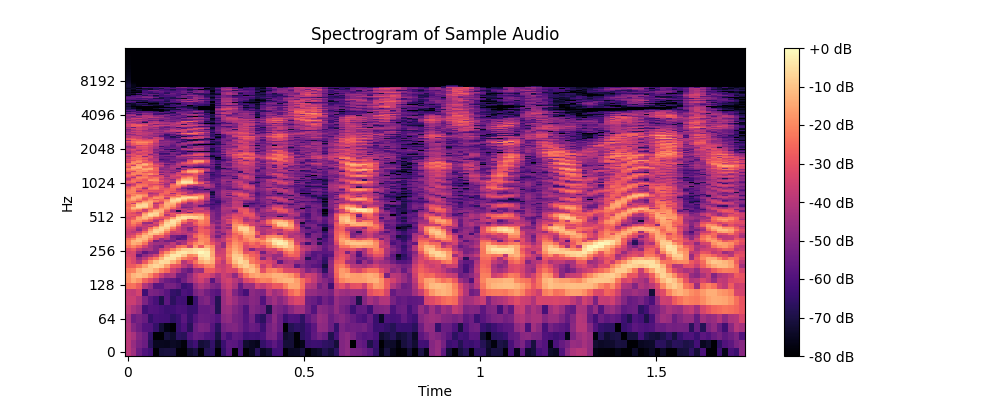 Spectrogram of Sample Audio
Hz
8192
4096
2048
1024
512
256
128
64
0
0
0.5
1
1.5
Time
+0 dB
-10 dB
-20 dB
-30 dB
-40 dB
-50 dB
-60 dB
-70 dB
-80 dB